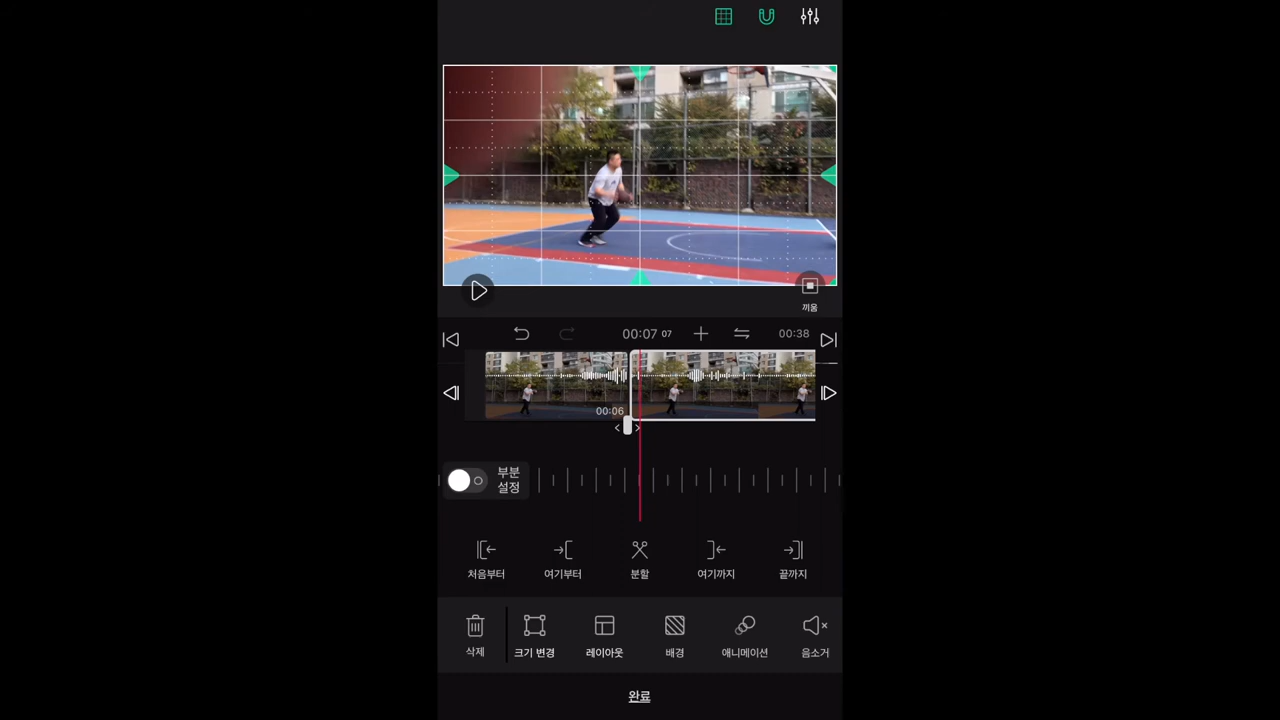 끼움
00:07 07
00:38
00:06
부분
설정
처음부터
여기부터
분할
여기까지
끝까지
삭제
크기 변경
레이아웃
배경
애니메이션
음소거
완료